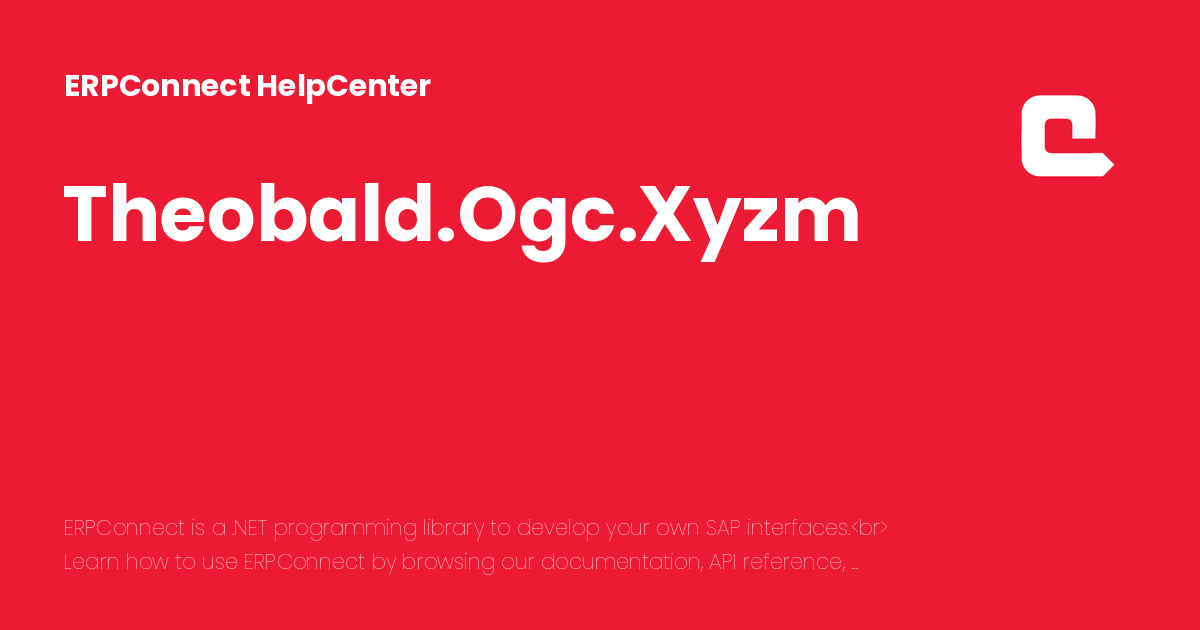 ERPConnect HelpCenter
Theobald.Ogc.Xyzm
ERPConnect is a .NET programming library to develop your own SAP interfaces.<br>
Learn how to use ERPConnect by browsing our documentation, API reference, ...